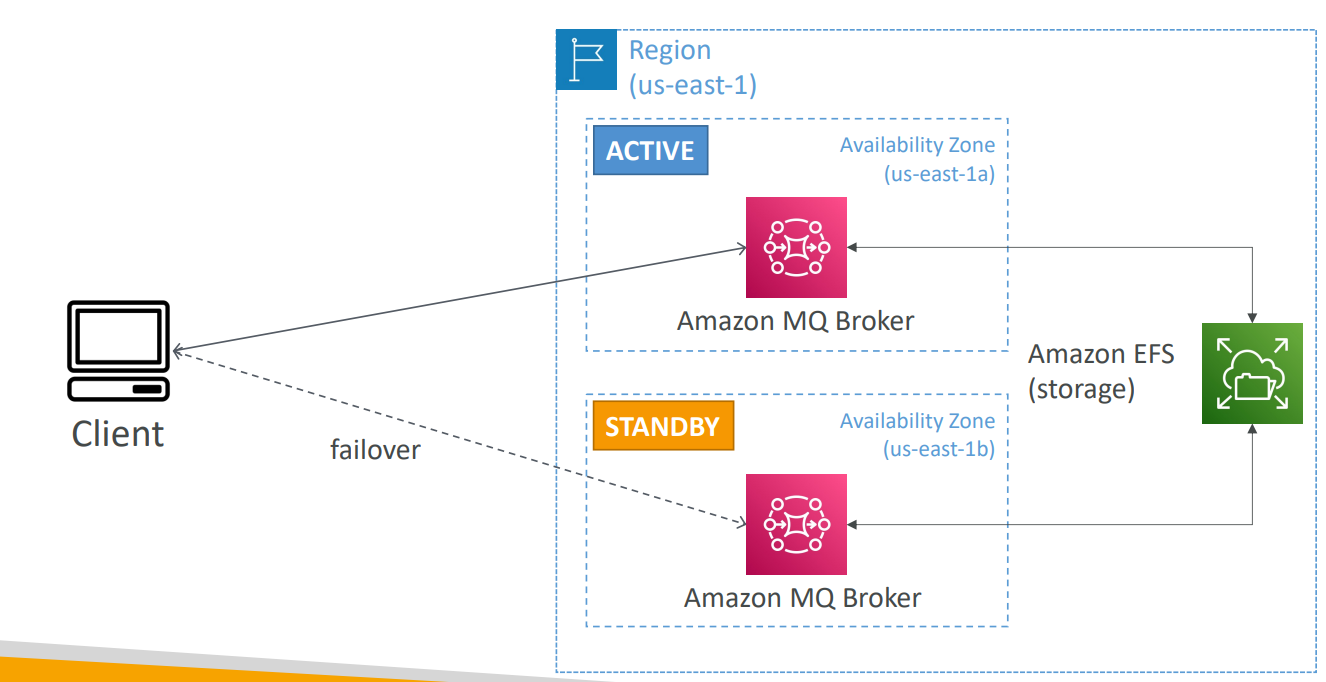 Region
(us-east-1)
ACTIVE
Availability Zone
(us-east-1a)
Amazon MQ Broker
Client
failover
Amazon EFS
(storage)
STANDBY
Availability Zone
(us-east-1b)
Amazon MQ Broker